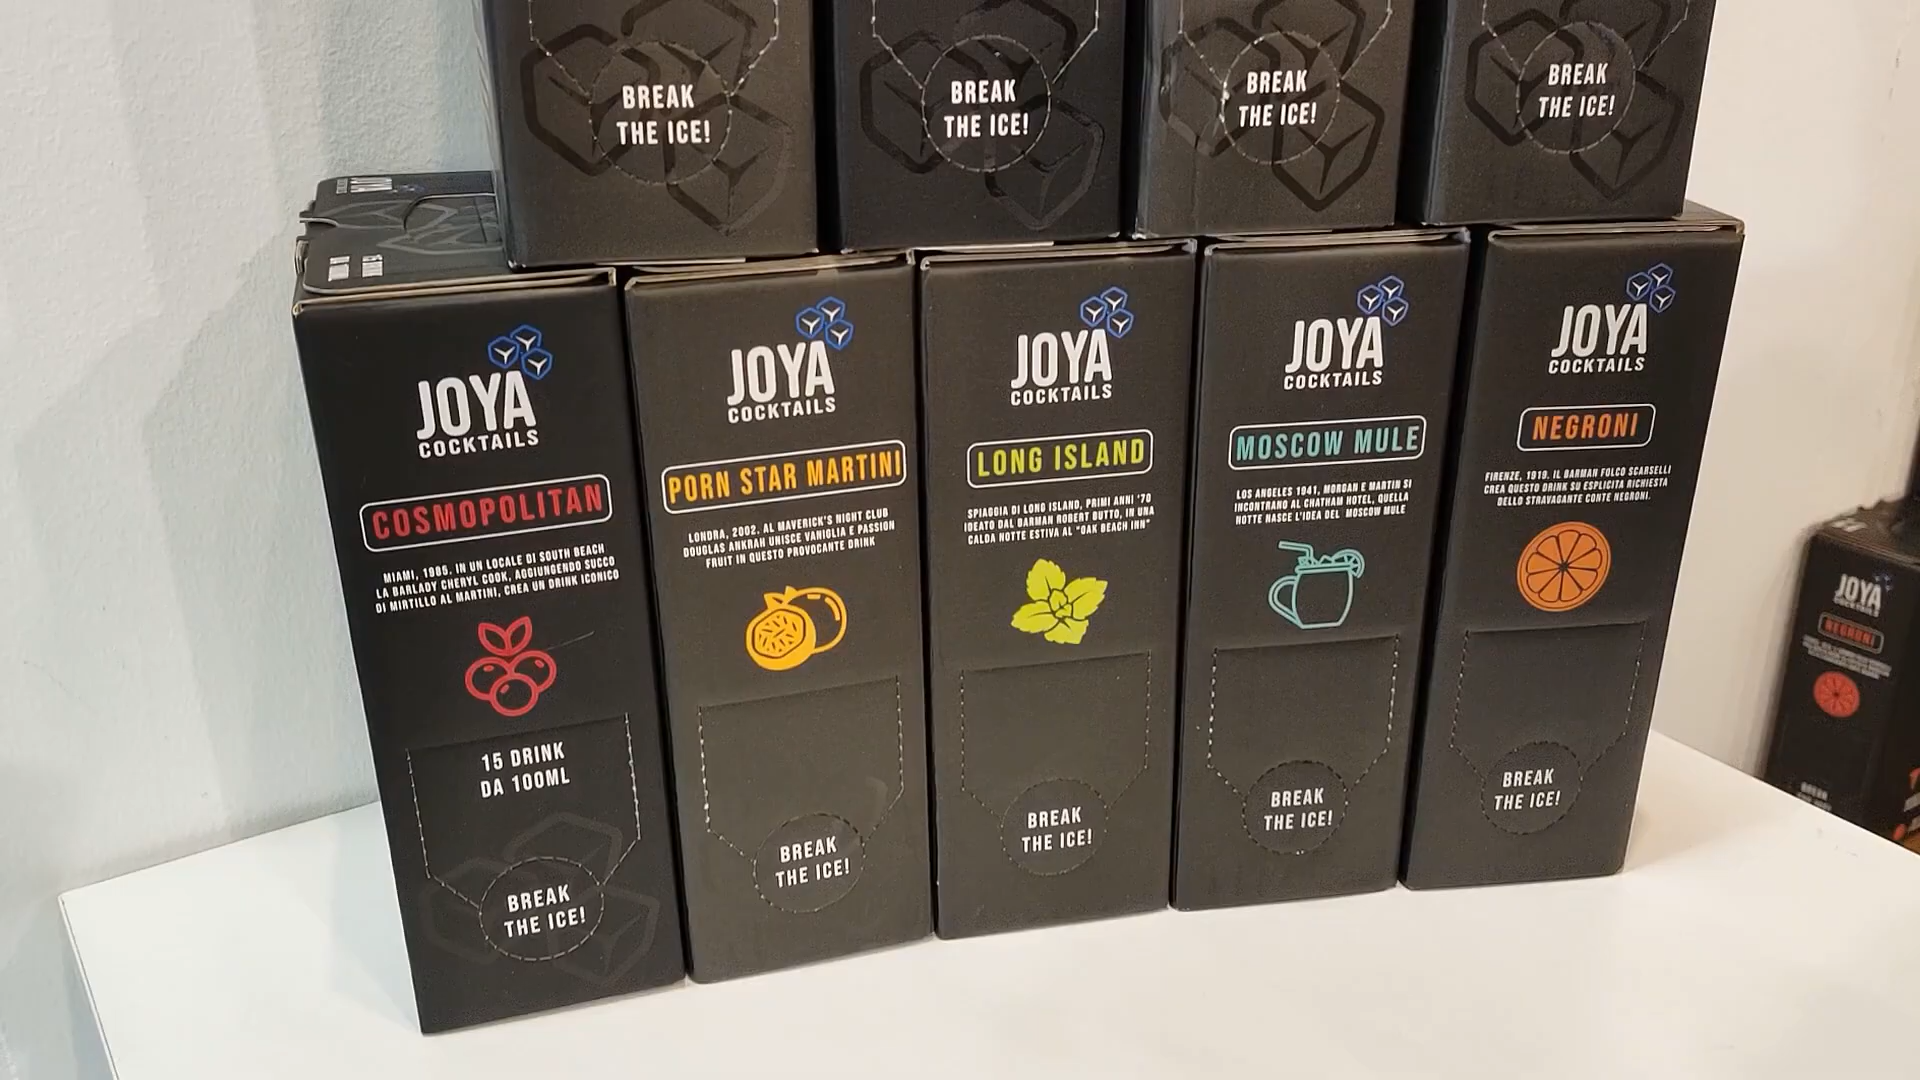 BREAK
THE ICE!
BREAK
THE ICE!
BREAK
THE ICE!
BREAK
THE ICE!
JOYA
COCKTAILS
COSMOPOLITAN
MIAMI, 1985. IN UN LOCALE DI SOUTH BEACH
LA BARLADY CHERYL COOK, AGGIUNGENDO SUCCO
DI MIRTILLO AL MARTINI, CREA UN DRINK ICONICO
15 DRINK
DA 100ML
BREAK
THE ICE!
JOYA
COCKTAILS
PORN STAR MARTINI
LONDRA, 2002. AL MAVERICK'S NIGHT CLUB
DOUGLAS ANKRAH UNISCE VANIGLIA E PASSION
FRUIT IN QUESTO PROVOCANTE DRINK
BREAK
THE ICE!
JOYA
COCKTAILS
LONG ISLAND
SPIAGGIA DI LONG ISLAND, PRIMI ANNI '70
IDEATO DAL BARMAN ROBERT BUTTO, IN UNA
CALDA NOTTE ESTIVA AL "OAK BEACH INN"
BREAK
THE ICE!
JOYA
COCKTAILS
MOSCOW MULE
LOS ANGELES 1941, MORGAN E MARTIN SI
INCONTRANO AL CHATHAM HOTEL, QUELLA
NOTTE NASCE L'IDEA DEL MOSCOW MULE
BREAK
THE ICE!
JOYA
COCKTAILS
NEGRONI
FIRENZE, 1919. IL BARMAN FOLCO SCARSELLI
CREA QUESTO DRINK SU ESPLICITA RICHIESTA
DELLO STRAVAGANTE CONTE NEGRONI.
BREAK
THE ICE!
JOYA
COCKTAILS
NEGRONI